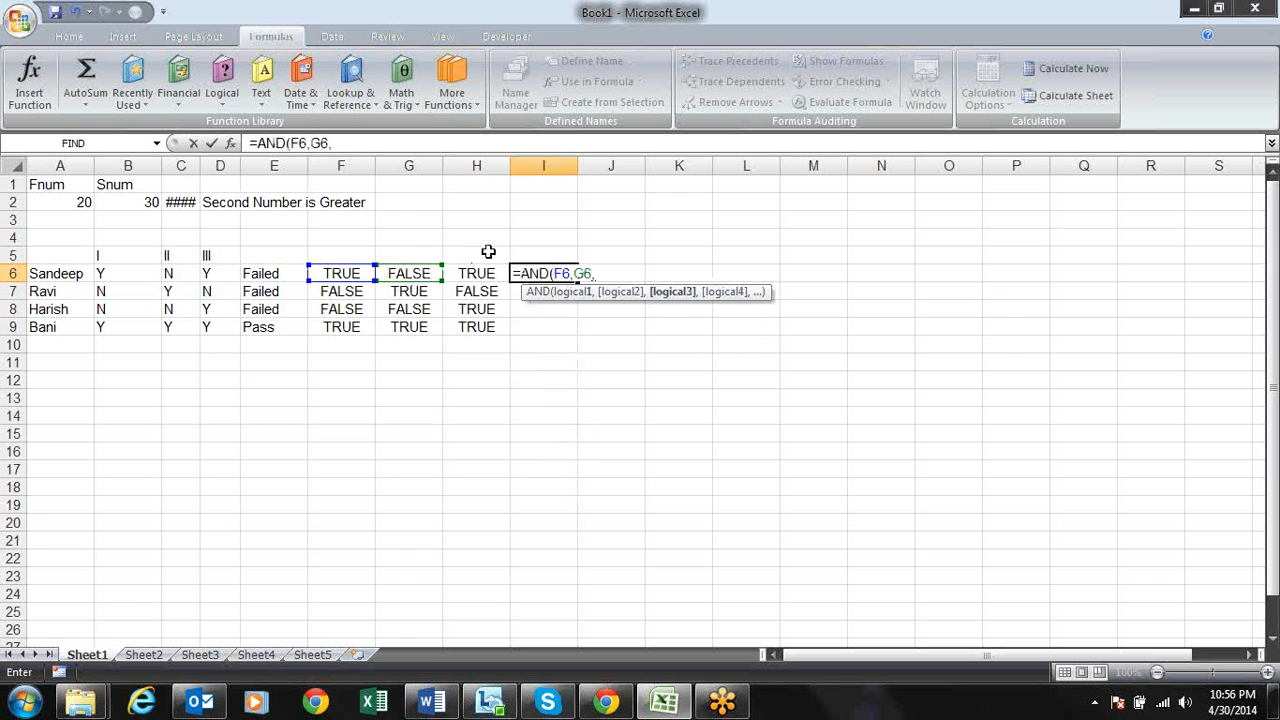 Book1 - Microsoft Excel
Home Insert Page Layout Formulas Data Review View Developer
Insert Function
AutoSum
Recently Used
Financial
Logical
Text
Date & Time
Lookup & Reference
Math & Trig
More Functions
Function Library
Name Manager
Define Name
Use in Formula
Create from Selection
Defined Names
Trace Precedents
Trace Dependents
Remove Arrows
Show Formulas
Error Checking
Evaluate Formula
Formula Auditing
Watch Window
Calculation Options
Calculate Now
Calculate Sheet
Calculation
FIND fx =AND(F6,G6,
A B C D E F G H I J K L M N O P Q R S
1 Fnum Snum
2 20 30 #### Second Number is Greater
3
4
5 I II III
6 Sandeep Y N Y Failed TRUE FALSE TRUE =AND(F6,G6,
7 Ravi N Y N Failed FALSE TRUE FALSE AND(logical1, [logical2], [logical3], [logical4], ...)
8 Harish N N Y Failed FALSE FALSE TRUE
9 Bani Y Y Y Pass TRUE TRUE TRUE
10
11
12
13
14
15
16
17
18
19
20
21
22
23
24
25
26
27
Sheet1 Sheet2 Sheet3 Sheet4 Sheet5
Enter 100%
10:56 PM
4/30/2014